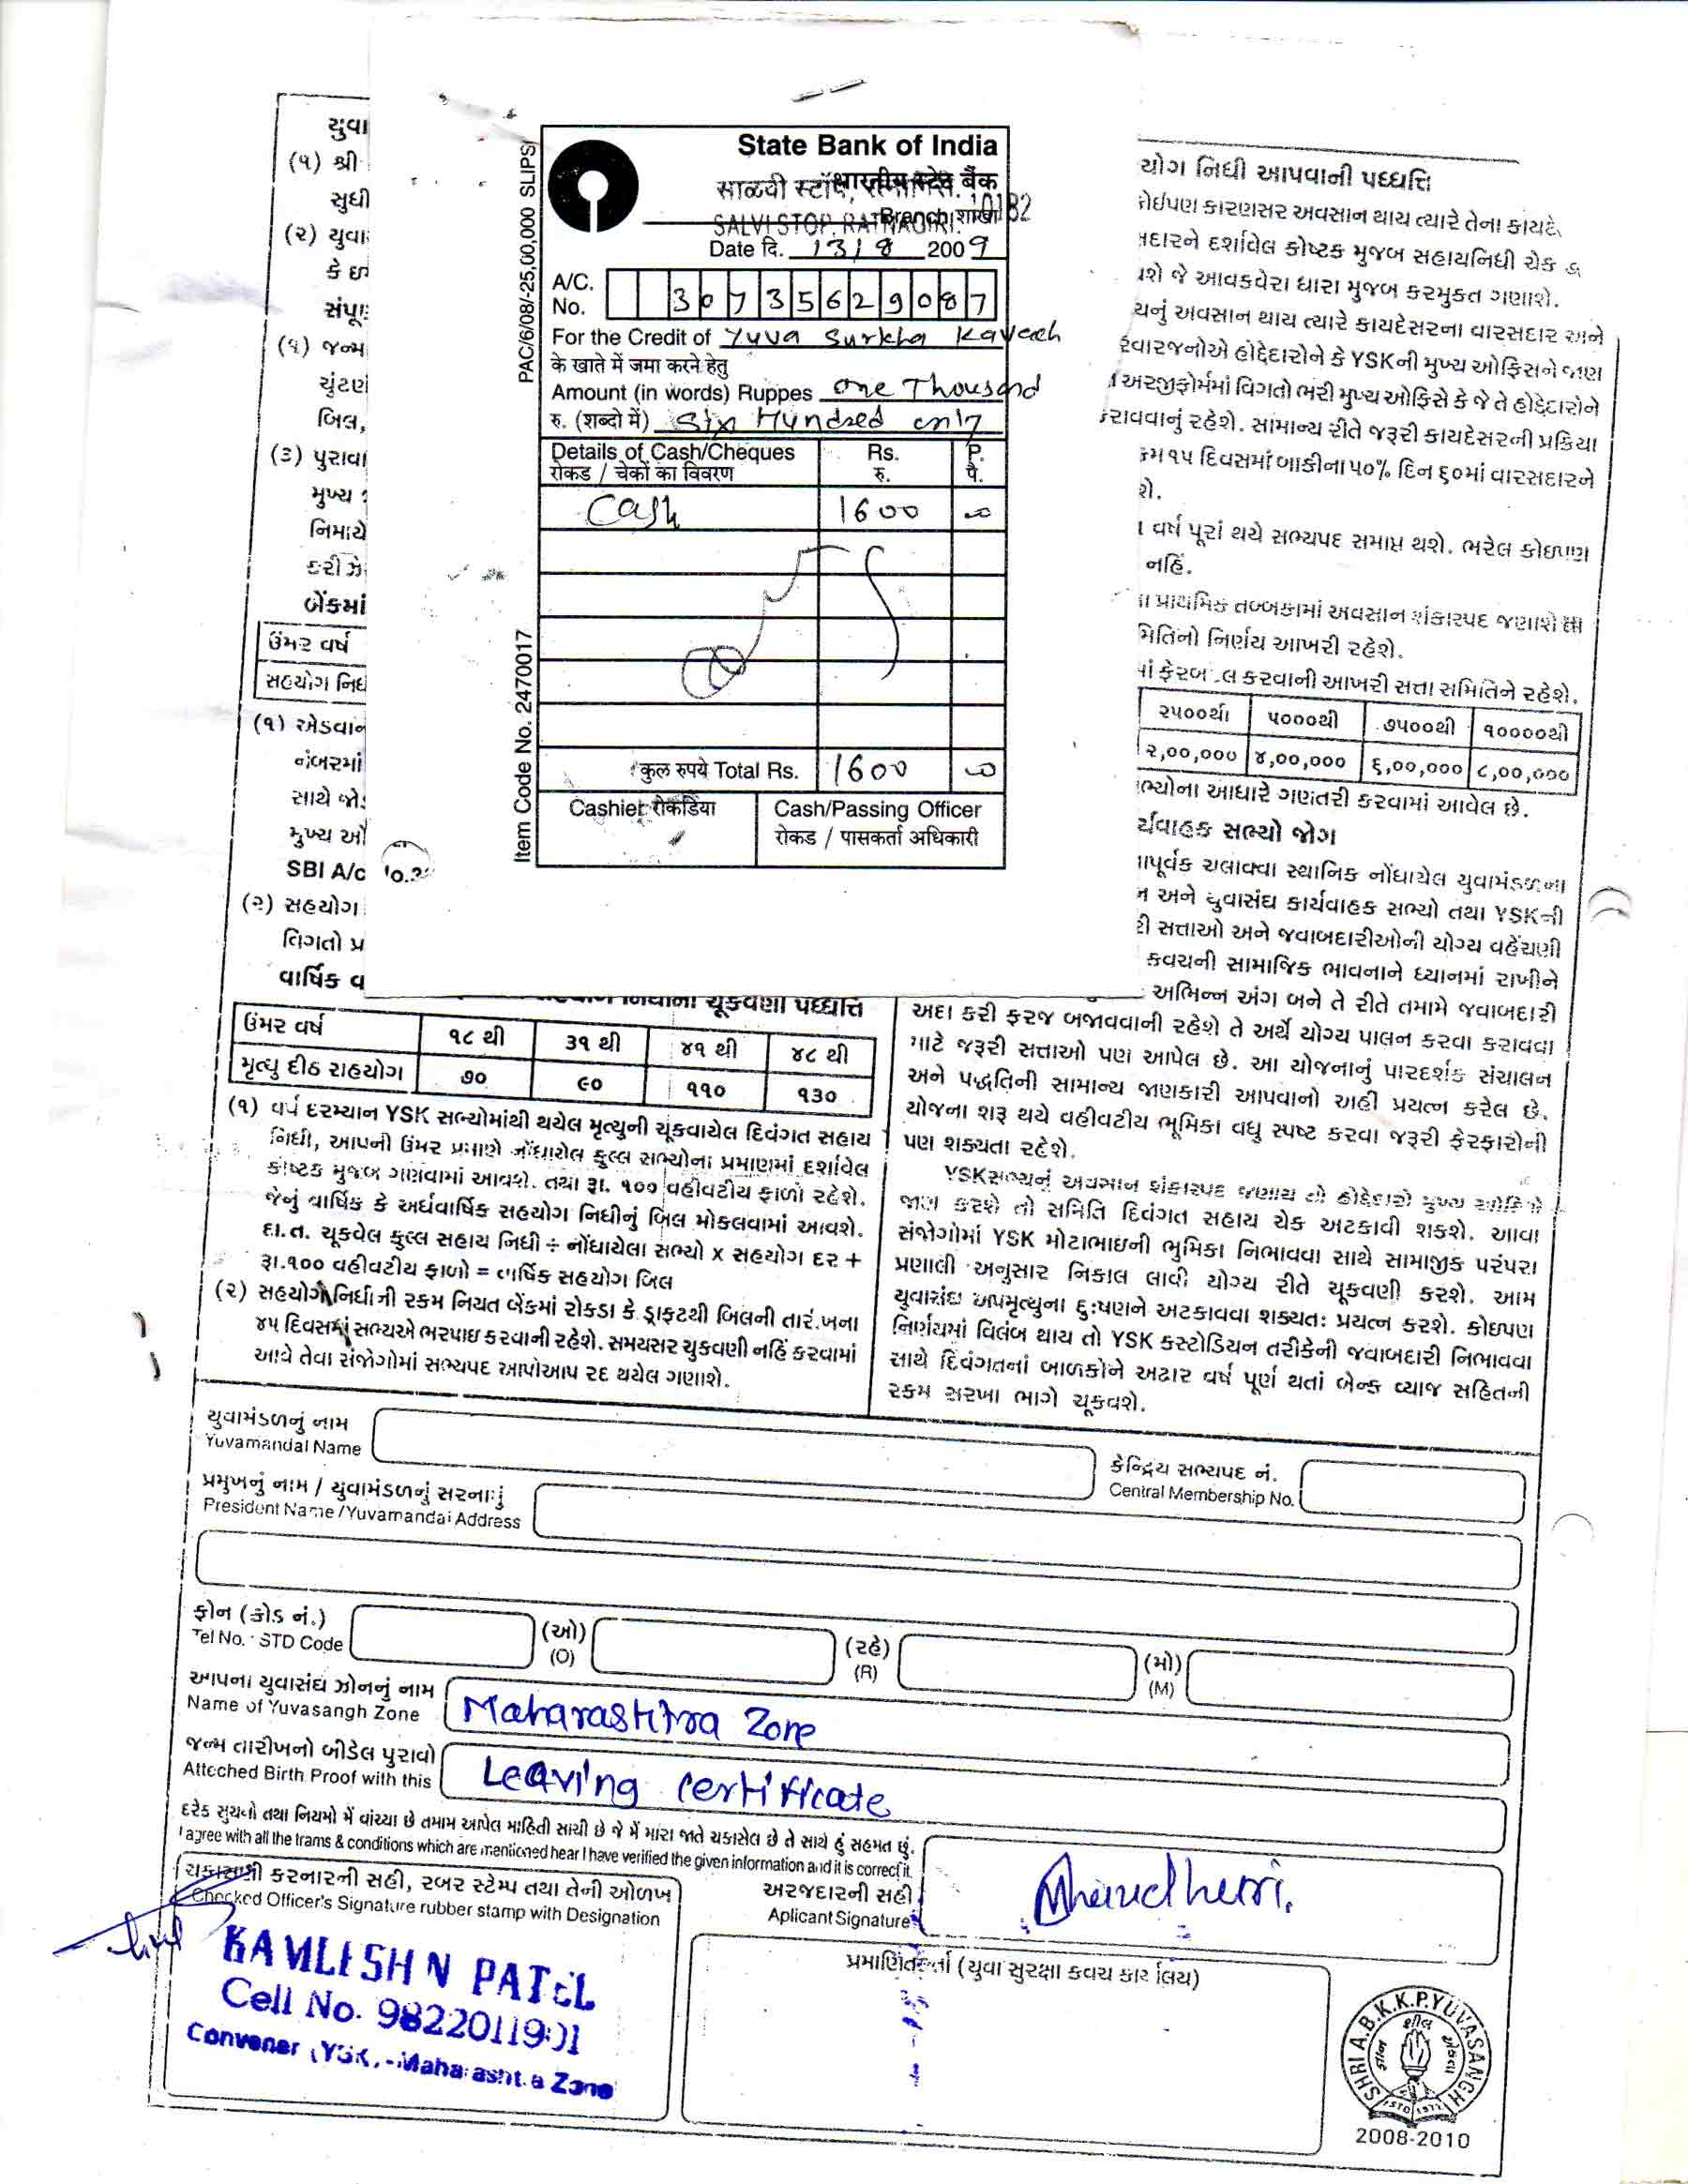 State Bank of India
भारतीय स्टेट बैंक
साळवी स्टॉप,
Branch शाखा 10182
SALVI STOP, RATNAGIRI.
Date दि. 13/8 2009
A/C. No. 30735629087
For the Credit of Yuva Surkha Kavach
के खाते में जमा करने हेतु
Amount (in words) Ruppes One Thousand
रु. (शब्दो में) Six Hundred only
Details of Cash/Cheques Rs. P.
रोकड / चेकों का विवरण रु. पै.
Cash 1600 00
कुल रुपये Total Rs. 1600 00
Cashier रोकडिया Cash/Passing Officer
रोकड / पासकर्ता अधिकारी
PAC/6/08/-25,00,000 SLIPS/
Item Code No. 2470017
યુવા
(૧) શ્રી
સુધી
(૨) યુવા
કે છ
સંપૂ
(૧) જન્મ
ચુંટણ
બિલ,
(૩) પુરાવા
મુખ્ય
નિમાયે
કરી ઝે
બેંકમાં
ઉંમર વર્ષ
સહયોગ નિધ
(૧) એડવાન
નંબરમાં
સાથે જો
મુખ્ય ઓ
SBI A/c No.3
(૨) સહયોગ
વિગતો પ્ર
વાર્ષિક વ
ચૂકવણી પધ્ધતિ
ઉંમર વર્ષ ૧૮ થી ૩૧ થી ૪૧ થી ૪૮ થી
મૃત્યુ દીઠ સહયોગ ૭૦ ૯૦ ૧૧૦ ૧૩૦
(૧) વર્ષ દરમ્યાન YSK સભ્યોમાંથી થયેલ મૃત્યુની ચૂંકવાયેલ દિવંગત સહાય
નિધી, આપની ઉંમર પ્રમાણે નોંધાયેલ કુલ્લ સભ્યોના પ્રમાણમાં દર્શાવેલ
કોષ્ટક મુજબ ગણવામાં આવશે. તથા રૂા. ૧૦૦ વહીવટીય ફાળો રહેશે.
જેનું વાર્ષિક કે અર્ધવાર્ષિક સહયોગ નિધીનું બિલ મોકલવામાં આવશે.
દા.ત. ચૂકવેલ કુલ્લ સહાય નિધી ÷ નોંધાયેલા સભ્યો x સહયોગ દર +
રૂા.૧૦૦ વહીવટીય ફાળો = વાર્ષિક સહયોગ બિલ
(૨) સહયોગ નિધીની રકમ નિયત બેંકમાં રોકડા કે ડ્રાફટથી બિલની તારીખના
૪૫ દિવસમાં સભ્યએ ભરપાઇ કરવાની રહેશે. સમયસર ચુકવણી નહિં કરવામાં
આવે તેવા સંજોગોમાં સભ્યપદ આપોઆપ રદ થયેલ ગણાશે.
યોગ નિધી આપવાની પધ્ધતિ
કોઇપણ કારણસર અવસાન થાય ત્યારે તેના કાયદે
સદારને દર્શાવેલ કોષ્ટક મુજબ સહાયનિધી ચેક
શે જે આવકવેરા ધારા મુજબ કરમુકત ગણાશે.
યનું અવસાન થાય ત્યારે કાયદેસરના વારસદાર અને
રવારજનોએ હોદ્દેદારોને કે YSKની મુખ્ય ઓફિસને જાણ
અરજીફોર્મમાં વિગતો ભરી મુખ્ય ઓફિસે કે જે તે હોદ્દેદારોને
કરાવવાનું રહેશે. સામાન્ય રીતે જરૂરી કાયદેસરની પ્રક્રિયા
કમ ૧૫ દિવસમાં બાકીના ૫૦% દિન ૬૦માં વારસદારને
શે.
વર્ષ પૂરાં થયે સભ્યપદ સમાપ્ત થશે. ભરેલ કોઇપણ
નહિં.
પ્રાથમિક તબ્બકામાં અવસાન શંકાસ્પદ જણાશે
મિતિનો નિર્ણય આખરી રહેશે.
માં ફેરબદલ કરવાની આખરી સત્તા સમિતિને રહેશે.
૨૫૦૦થી ૫૦૦૦થી ૭૫૦૦થી ૧૦૦૦૦થી
૨,૦૦,૦૦૦ ૪,૦૦,૦૦૦ ૬,૦૦,૦૦૦ ૮,૦૦,૦૦૦
ભ્યોના આધારે ગણતરી કરવામાં આવેલ છે.
ર્યવાહક સભ્યો જોગ
પૂર્વક ચલાવવા સ્થાનિક નોંધાયેલ યુવામંડળના
અને યુવાસંઘ કાર્યવાહક સભ્યો તથા YSKની
રી સત્તાઓ અને જવાબદારીઓની યોગ્ય વહેંચણી
કવચની સામાજિક ભાવનાને ધ્યાનમાં રાખીને
અભિન્ન અંગ બને તે રીતે તમામે જવાબદારી
અદા કરી ફરજ બજાવવાની રહેશે તે અર્થે યોગ્ય પાલન કરવા કરાવવા
માટે જરૂરી સત્તાઓ પણ આપેલ છે. આ યોજનાનું પારદર્શક સંચાલન
અને પધ્ધતિની સામાન્ય જાણકારી આપવાનો અહીં પ્રયત્ન કરેલ છે.
યોજના શરૂ થયે વહીવટીય ભૂમિકા વધુ સ્પષ્ટ કરવા જરૂરી ફેરફારોની
પણ શક્યતા રહેશે.
YSKસભ્યનું અવસાન શંકાસ્પદ જણાય તો હોદ્દેદારો મુખ્ય ઓફિસે
જાણ કરશે તો સમિતિ દિવંગત સહાય ચેક અટકાવી શકશે. આવા
સંજોગોમાં YSK મોટાભાઇની ભુમિકા નિભાવવા સાથે સામાજીક પરંપરા
પ્રણાલી અનુસાર નિકાલ લાવી યોગ્ય રીતે ચૂકવણી કરશે. આમ
યુવાસંઘ અપમૃત્યુના દુઃષણને અટકાવવા શક્યતઃ પ્રયત્ન કરશે. કોઇપણ
નિર્ણયમાં વિલંબ થાય તો YSK કસ્ટોડિયન તરીકેની જવાબદારી નિભાવવા
સાથે દિવંગતનાં બાળકોને અઢાર વર્ષ પૂર્ણ થતાં બેન્ક વ્યાજ સહિતની
રકમ સરખા ભાગે ચૂકવશે.
યુવામંડળનું નામ
Yuvamandal Name
કેન્દ્રિય સભ્યપદ નં.
Central Membership No.
પ્રમુખનું નામ / યુવામંડળનું સરનામું
President Name /Yuvamandal Address
ફોન (કોડ નં.) (ઓ) (રહે) (મો)
Tel No. : STD Code (O) (R) (M)
આપના યુવાસંઘ ઝોનનું નામ
Name of Yuvasangh Zone Maharashtra Zone
જન્મ તારીખનો બીડેલ પુરાવો
Attcched Birth Proof with this Leaving certificate
દરેક સુચનો તથા નિયમો મેં વાંચ્યા છે તમામ આપેલ માહિતી સાચી છે જે મેં મારા જાતે ચકાસેલ છે તે સાથે હું સહમત છું.
I agree with all the trams & conditions which are mentioned hear I have verified the given information and it is correct it.
ચકાસણી કરનારની સહી, રબર સ્ટેમ્પ તથા તેની ઓળખ
Checked Officer's Signature rubber stamp with Designation
અરજદારની સહી
Aplicant Signature
KAMLESH N PATEL
Cell No. 9822011901
Convener (YSK) - Maharashtra Zone
પ્રમાણિતકર્તા (યુવા સુરક્ષા કવચ કાર્યાલય)
SHRI A.B.K.K.P.YUVASANGH
2008-2010